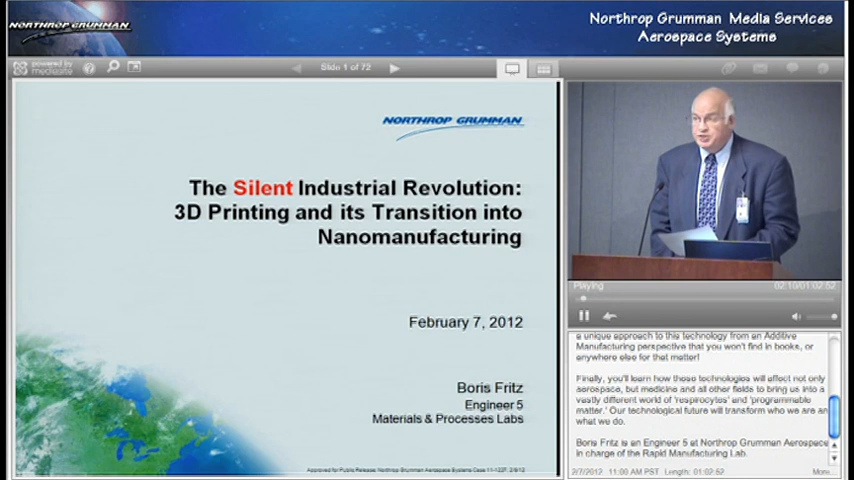 NORTHROP GRUMMAN
Northrop Grumman Media Services
Aerospace Systems
powered by
mediasite
Slide 1 of 72
NORTHROP GRUMMAN
The Silent Industrial Revolution:
3D Printing and its Transition into
Nanomanufacturing
February 7, 2012
Boris Fritz
Engineer 5
Materials & Processes Labs
Approved for Public Release: Northrop Grumman Aerospace Systems Case
Playing
02:10/01:02:52
a unique approach to this technology from an Additive
Manufacturing perspective that you won't find in books, or
anywhere else for that matter!
Finally, you'll learn how these technologies will affect not only
aerospace, but medicine and all other fields to bring us into a
vastly different world of 'respirocytes' and 'programmable
matter.' Our technological future will transform who we are an
what we do.
Boris Fritz is an Engineer 5 at Northrop Grumman Aerospace
in charge of the Rapid Manufacturing Lab.
2/7/2012 11:00 AM PST Length: 01:02:52
More...